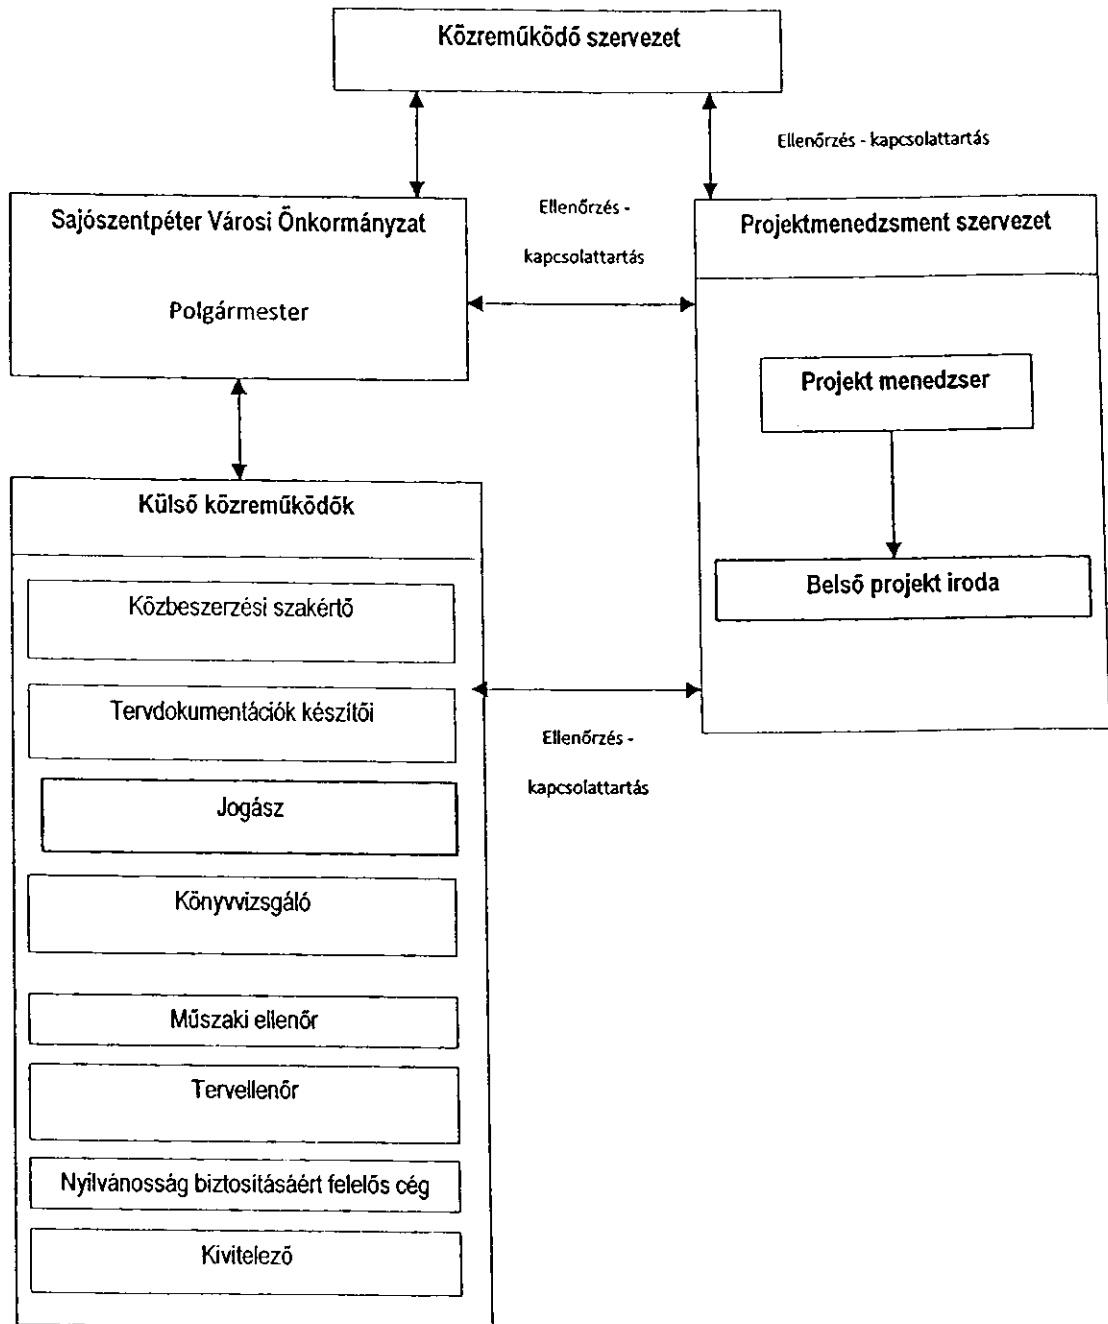 Közreműködő szervezet
Ellenőrzés - kapcsolattartás
Sajószentpéter Városi Önkormányzat
Polgármester
Ellenőrzés -
kapcsolattartás
Projektmenedzsment szervezet
Projekt menedzser
Belső projekt iroda
Külső közreműködők
Közbeszerzési szakértő
Tervdokumentációk készítői
Jogász
Könyvvizsgáló
Műszaki ellenőr
Tervellenőr
Nyilvánosság biztosításáért felelős cég
Kivitelező
Ellenőrzés -
kapcsolattartás